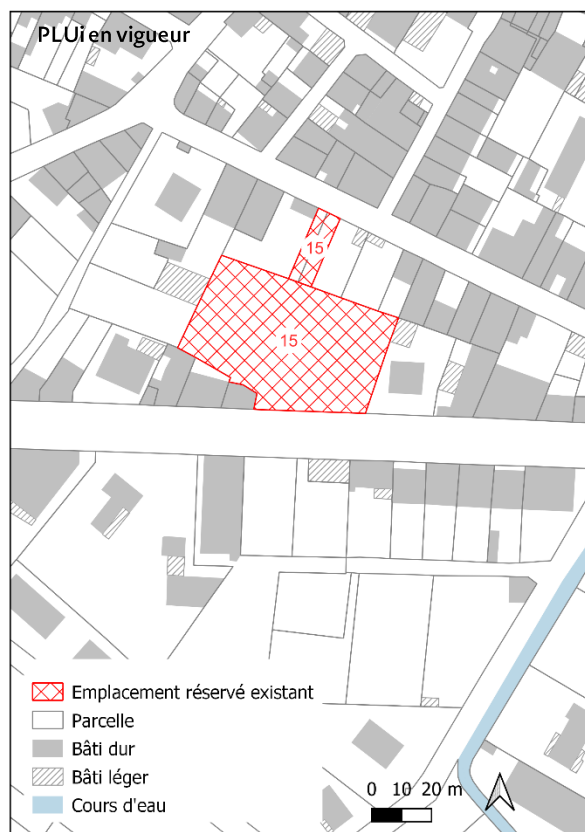 PLUi en vigueur
15
15
Emplacement réservé existant
Parcelle
Bâti dur
Bâti léger
Cours d'eau
0 10 20 m